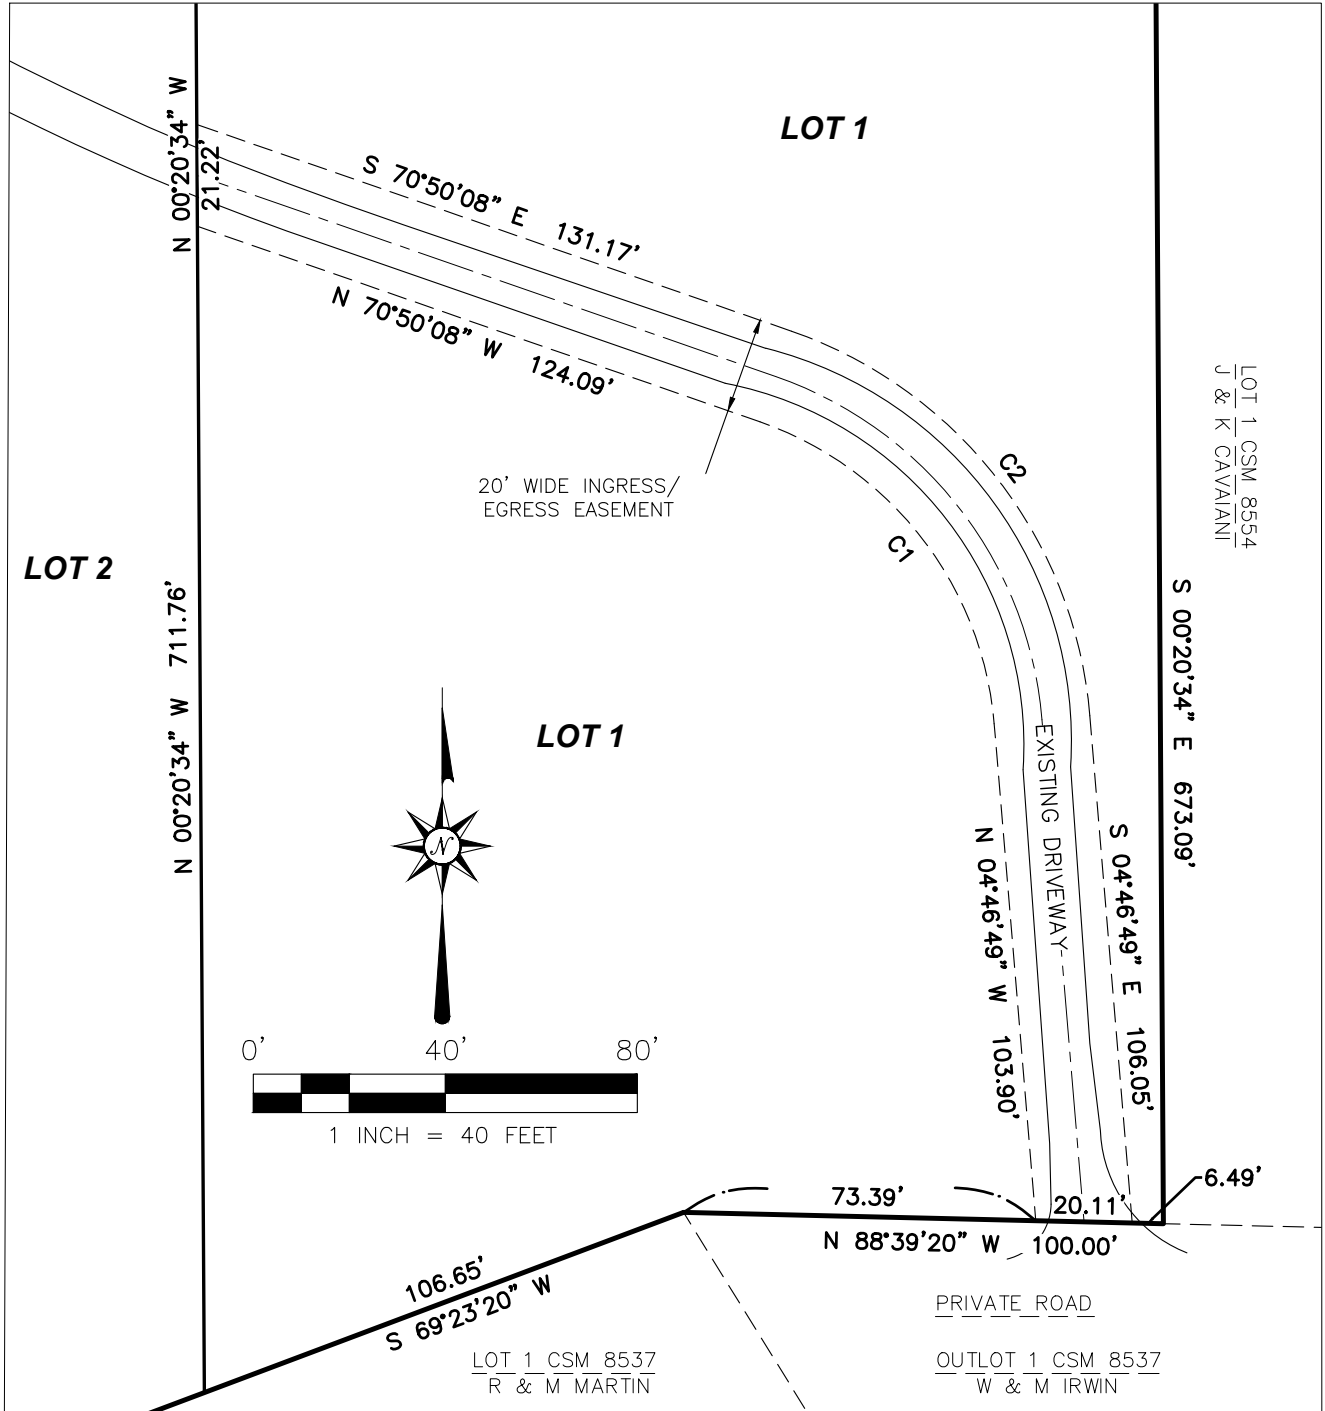 LOT 1
N 00°20'34" W
21.22'
S 70°50'08" E 131.17'
N 70°50'08" W 124.09'
20' WIDE INGRESS/
EGRESS EASEMENT
C2
C1
LOT 1 CSM 8554
J & K CAVAIANI
LOT 2
N 00°20'34" W 711.76'
S 00°20'34" E 673.09'
LOT 1
EXISTING DRIVEWAY
N 04°46'49" W 103.90'
S 04°46'49" E 106.05'
N
0' 40' 80'
1 INCH = 40 FEET
73.39'
20.11'
6.49'
N 88°39'20" W 100.00'
106.65'
S 69°23'20" W
PRIVATE ROAD
LOT 1 CSM 8537
R & M MARTIN
OUTLOT 1 CSM 8537
W & M IRWIN